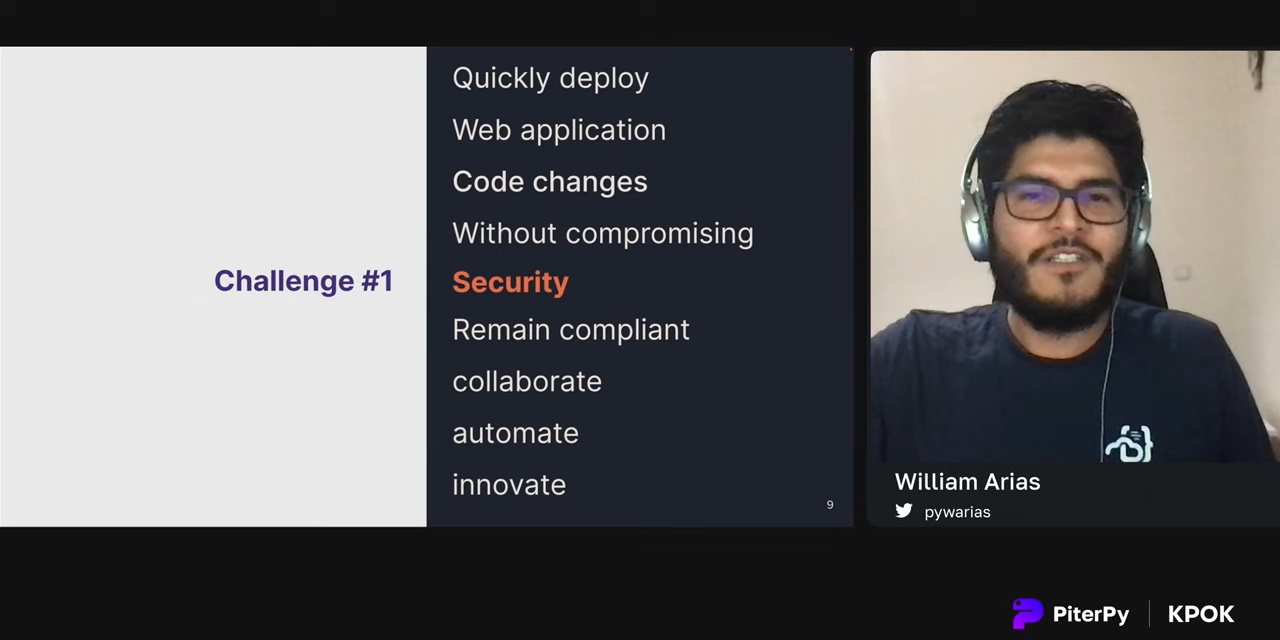 Challenge #1
Quickly deploy
Web application
Code changes
Without compromising
Security
Remain compliant
collaborate
automate
innovate
9
William Arias
pywarias
PiterPy
KPOK